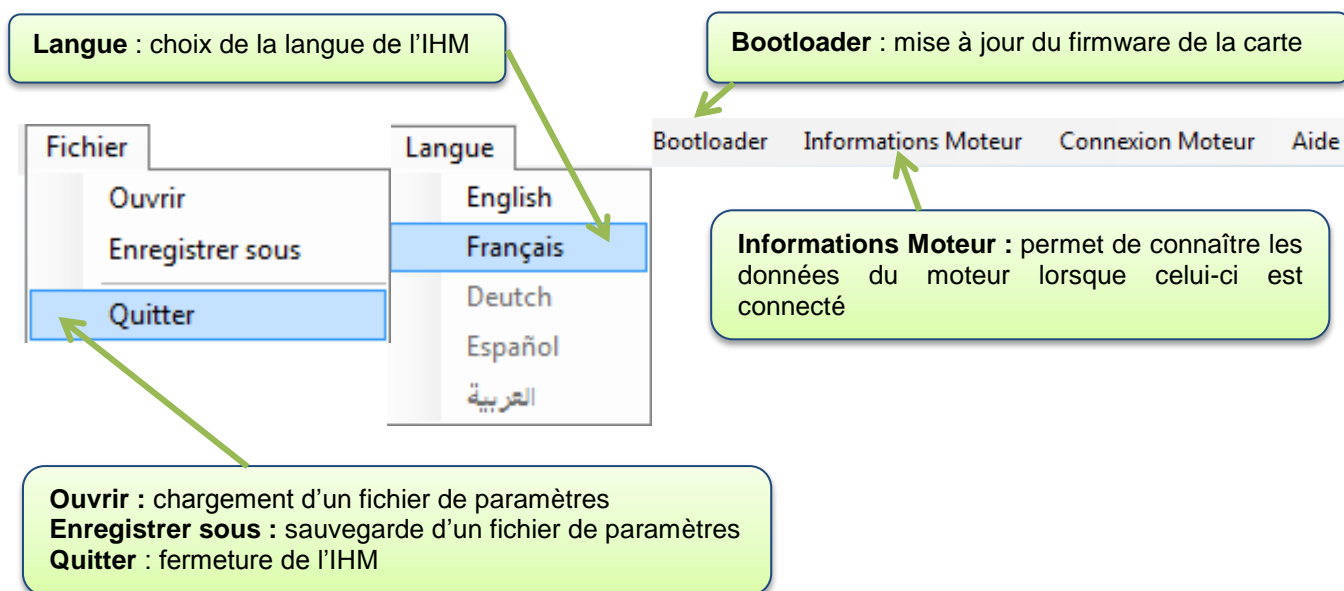 Langue : choix de la langue de l’IHM
Bootloader : mise à jour du firmware de la carte
Fichier
Ouvrir
Enregistrer sous
Quitter
Langue
English
Français
Deutch
Español
العربية
Bootloader Informations Moteur Connexion Moteur Aide
Informations Moteur : permet de connaître les
données du moteur lorsque celui-ci est
connecté
Ouvrir : chargement d’un fichier de paramètres
Enregistrer sous : sauvegarde d’un fichier de paramètres
Quitter : fermeture de l’IHM